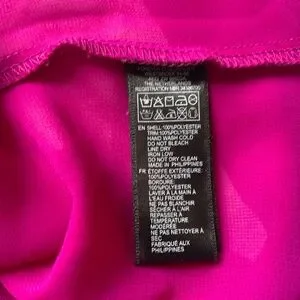 THE NETHERLANDS
EN SHELL:100%POLYESTER
TRIM:100%POLYESTER
HAND WASH COLD
DO NOT BLEACH
LINE DRY
IRON LOW
DO NOT DRY CLEAN
MADE IN PHILIPPINES
FR ÉTOFFE EXTÉRIEURE:
100%POLYESTER
BORDURE:
100%POLYESTER
LAVER À LA MAIN À
L'EAU FROIDE
NE PAS BLANCHIR
SÉCHER À L'AIR
REPASSER À
TEMPÉRATURE
MODÉRÉE
NE PAS NETTOYER À
SEC
FABRIQUÉ AUX
PHILIPPINES